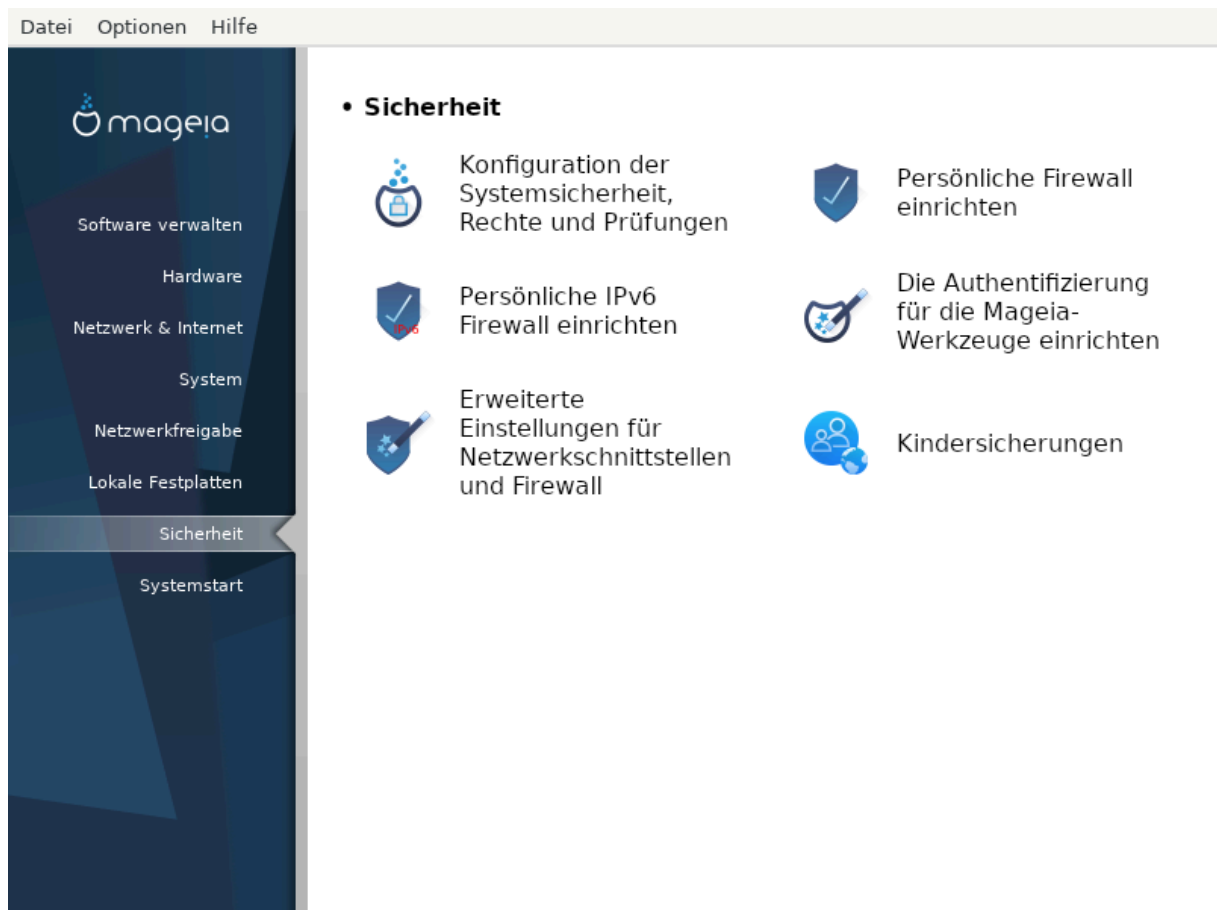 Datei Optionen Hilfe
mageia
Software verwalten
Hardware
Netzwerk & Internet
System
Netzwerkfreigabe
Lokale Festplatten
Sicherheit
Systemstart
• Sicherheit
Konfiguration der
Systemsicherheit,
Rechte und Prüfungen
Persönliche Firewall
einrichten
Persönliche IPv6
Firewall einrichten
IPv6
Die Authentifizierung
für die Mageia-
Werkzeuge einrichten
Erweiterte
Einstellungen für
Netzwerkschnittstellen
und Firewall
Kindersicherungen